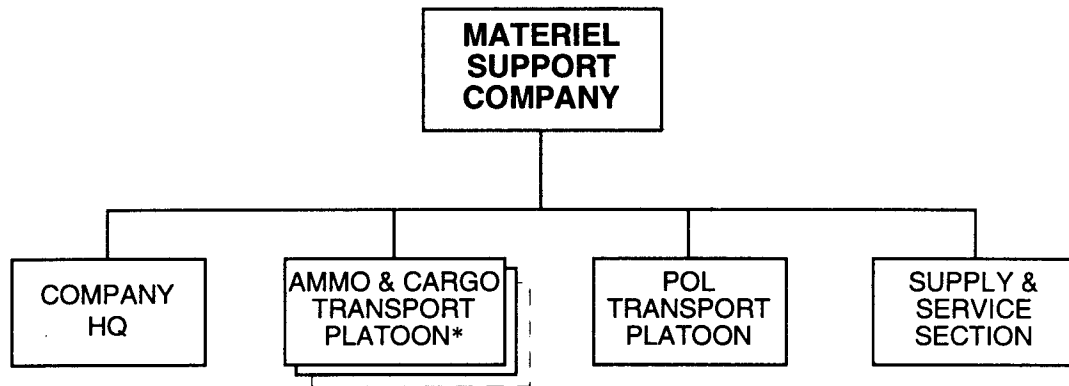 MATERIEL
SUPPORT
COMPANY
COMPANY
HQ
AMMO & CARGO
TRANSPORT
PLATOON*
POL
TRANSPORT
PLATOON
SUPPLY &
SERVICE
SECTION